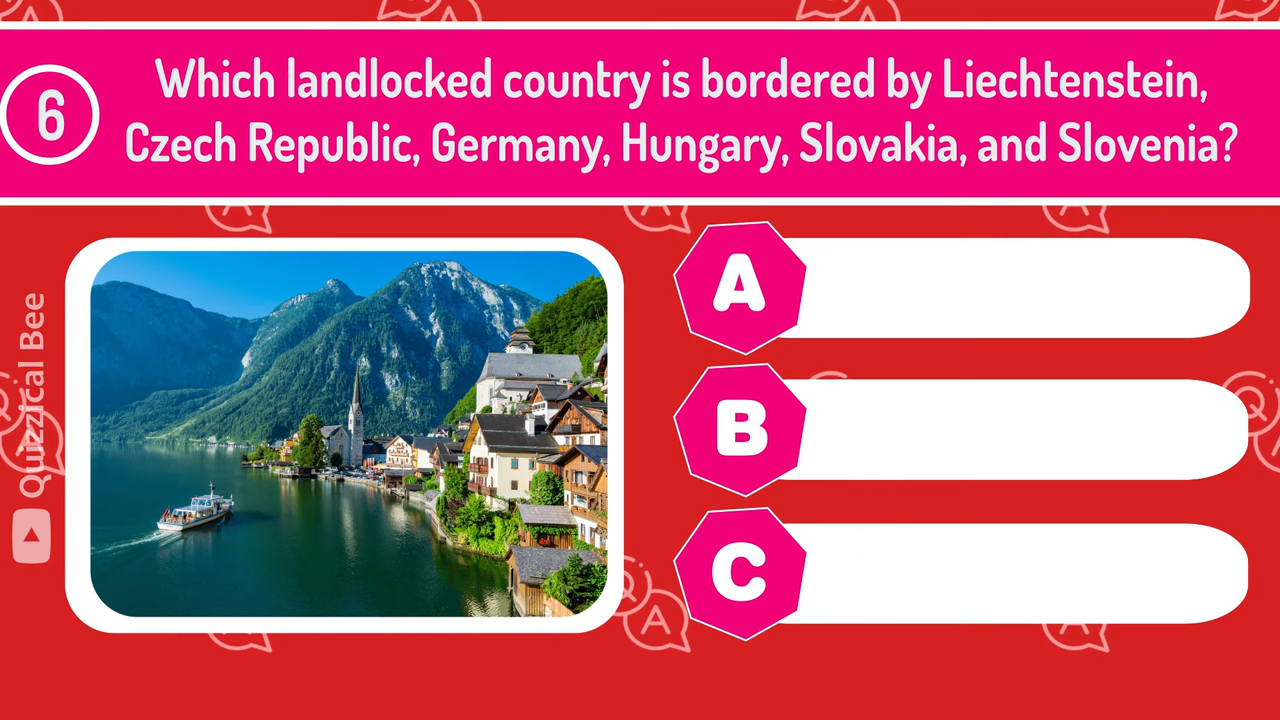 6
Which landlocked country is bordered by Liechtenstein,
Czech Republic, Germany, Hungary, Slovakia, and Slovenia?
Quizzical Bee
A
B
C